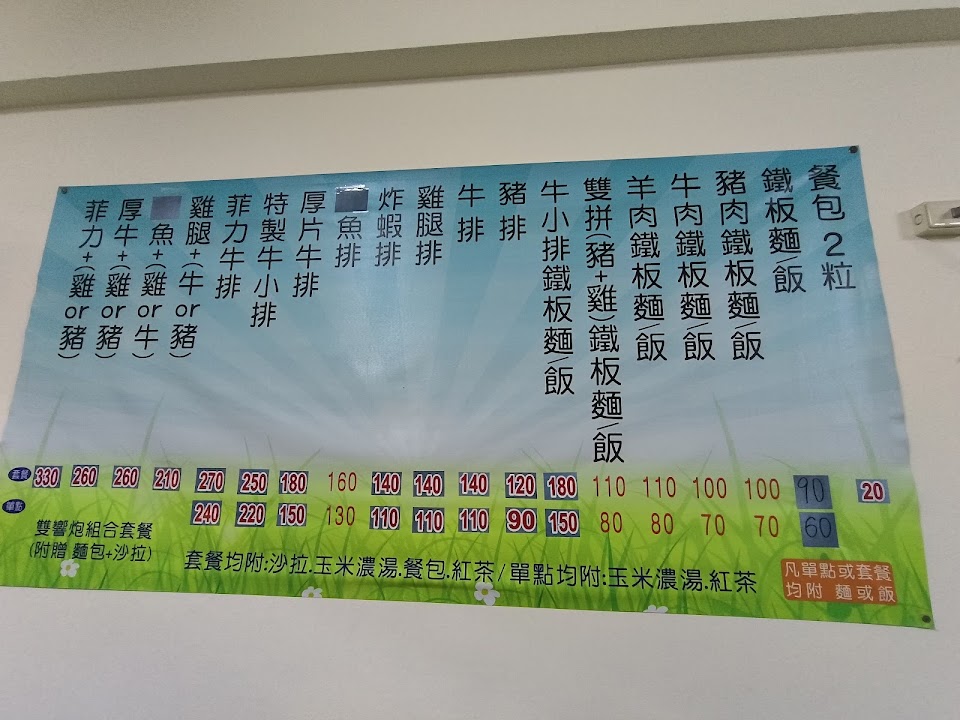 餐包2粒
鐵板麵/飯
豬肉鐵板麵/飯
牛肉鐵板麵/飯
羊肉鐵板麵/飯
雙拼(豬+雞)鐵板麵/飯
牛小排鐵板麵/飯
豬排
牛排
雞腿排
炸蝦排
魚排
厚片牛排
特製牛小排
菲力牛排
雞腿+(牛or豬)
魚+(雞or牛)
厚牛+(雞or豬)
菲力+(雞or豬)
套餐 330 260 260 210 270 250 180 160 140 140 140 120 180 110 110 100 100 90 20
單點 240 220 150 130 110 110 110 90 150 80 80 70 70 60
雙響炮組合套餐
(附贈 麵包+沙拉)
套餐均附:沙拉.玉米濃湯.餐包.紅茶/單點均附:玉米濃湯.紅茶
凡單點或套餐
均附 麵或飯